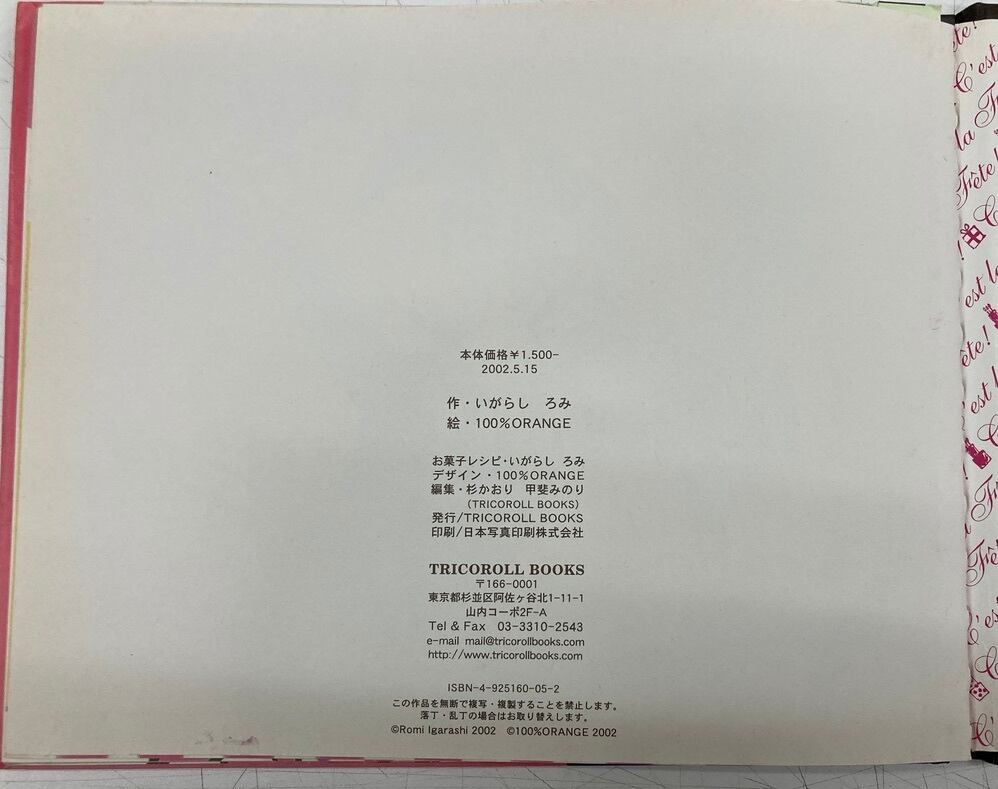 本体価格￥1.500-
2002.5.15
作・いがらし　ろみ
絵・100%ORANGE
お菓子レシピ・いがらし ろみ
デザイン・100%ORANGE
編集・杉かおり　甲斐みのり
（TRICOROLL BOOKS）
発行/TRICOROLL BOOKS
印刷/日本写真印刷株式会社
TRICOROLL BOOKS
〒166-0001
東京都杉並区阿佐ヶ谷北1-11-1
山内コーポ2F-A
Tel & Fax　03-3310-2543
e-mail mail@tricorollbooks.com
http://www.tricorollbooks.com
ISBN-4-925160-05-2
この作品を無断で複写・複製することを禁止します。
落丁・乱丁の場合はお取り替えします。
©Romi Igarashi 2002　©100%ORANGE 2002
C'est
la
Fête!
est